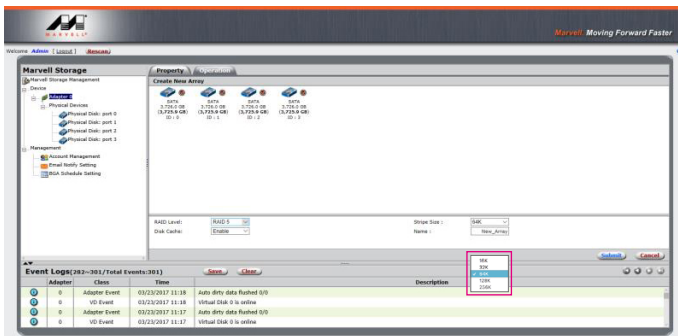 MARVELL
Marvell. Moving Forward Faster
Welcome Admin [ Logout ] Rescan
Marvell Storage
Marvell Storage Management
Device
Adapter 0
Physical Devices
Physical Disk: port 0
Physical Disk: port 1
Physical Disk: port 2
Physical Disk: port 3
Management
Account Management
Email Notify Setting
BGA Schedule Setting
Property
Operation
Create New Array
SATA SATA SATA SATA
3,726.0 GB 3,726.0 GB 3,726.0 GB 3,726.0 GB
(3,725.9 GB) (3,725.9 GB) (3,725.9 GB) (3,725.9 GB)
ID : 0 ID : 1 ID : 2 ID : 3
RAID Level: RAID 5 Stripe Size : 64K
Disk Cache: Enable Name : New_Array
16K
32K
✓ 64K
128K
256K
Submit Cancel
Event Logs(282~301/Total Events:301) Save Clear
Adapter Class Time Description
0 Adapter Event 03/23/2017 11:18 Auto dirty data flushed 0/0
0 VD Event 03/23/2017 11:18 Virtual Disk 0 is online
0 Adapter Event 03/23/2017 11:17 Auto dirty data flushed 0/0
0 VD Event 03/23/2017 11:17 Virtual Disk 0 is online